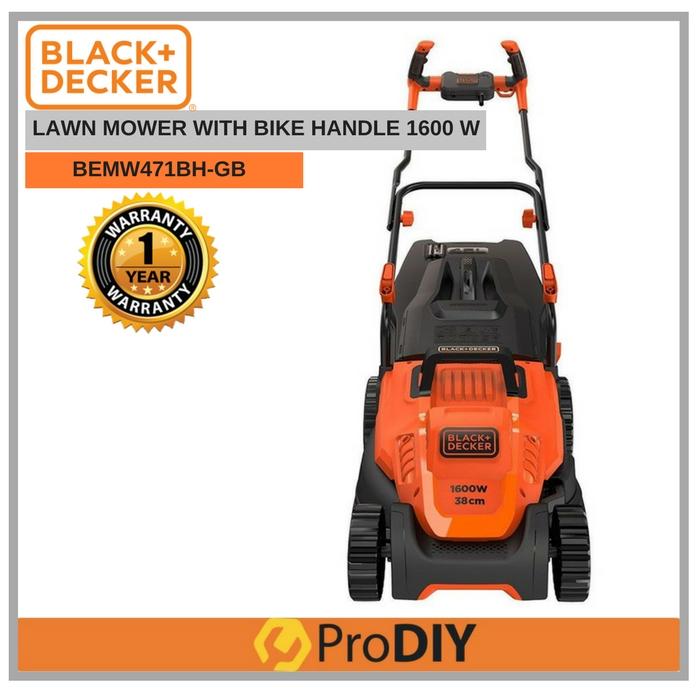 BLACK+
DECKER®
LAWN MOWER WITH BIKE HANDLE 1600 W
BEMW471BH-GB
WARRANTY
1
YEAR
WARRANTY
BLACK+DECKER
BLACK+
DECKER
1600W
38cm
ProDIY